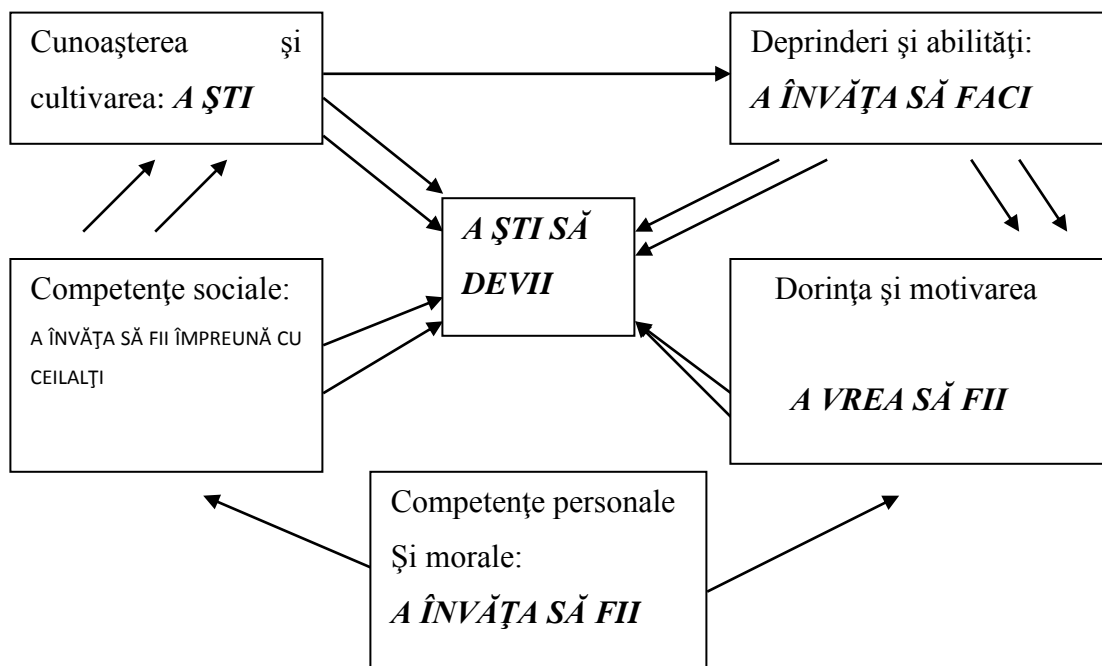 Cunoaşterea şi
cultivarea: A ŞTI
Deprinderi şi abilităţi:
A ÎNVĂŢA SĂ FACI
A ŞTI SĂ
DEVII
Competenţe sociale:
A ÎNVĂŢA SĂ FII ÎMPREUNĂ CU
CEILALŢI
Dorinţa şi motivarea
A VREA SĂ FII
Competenţe personale
Şi morale:
A ÎNVĂŢA SĂ FII